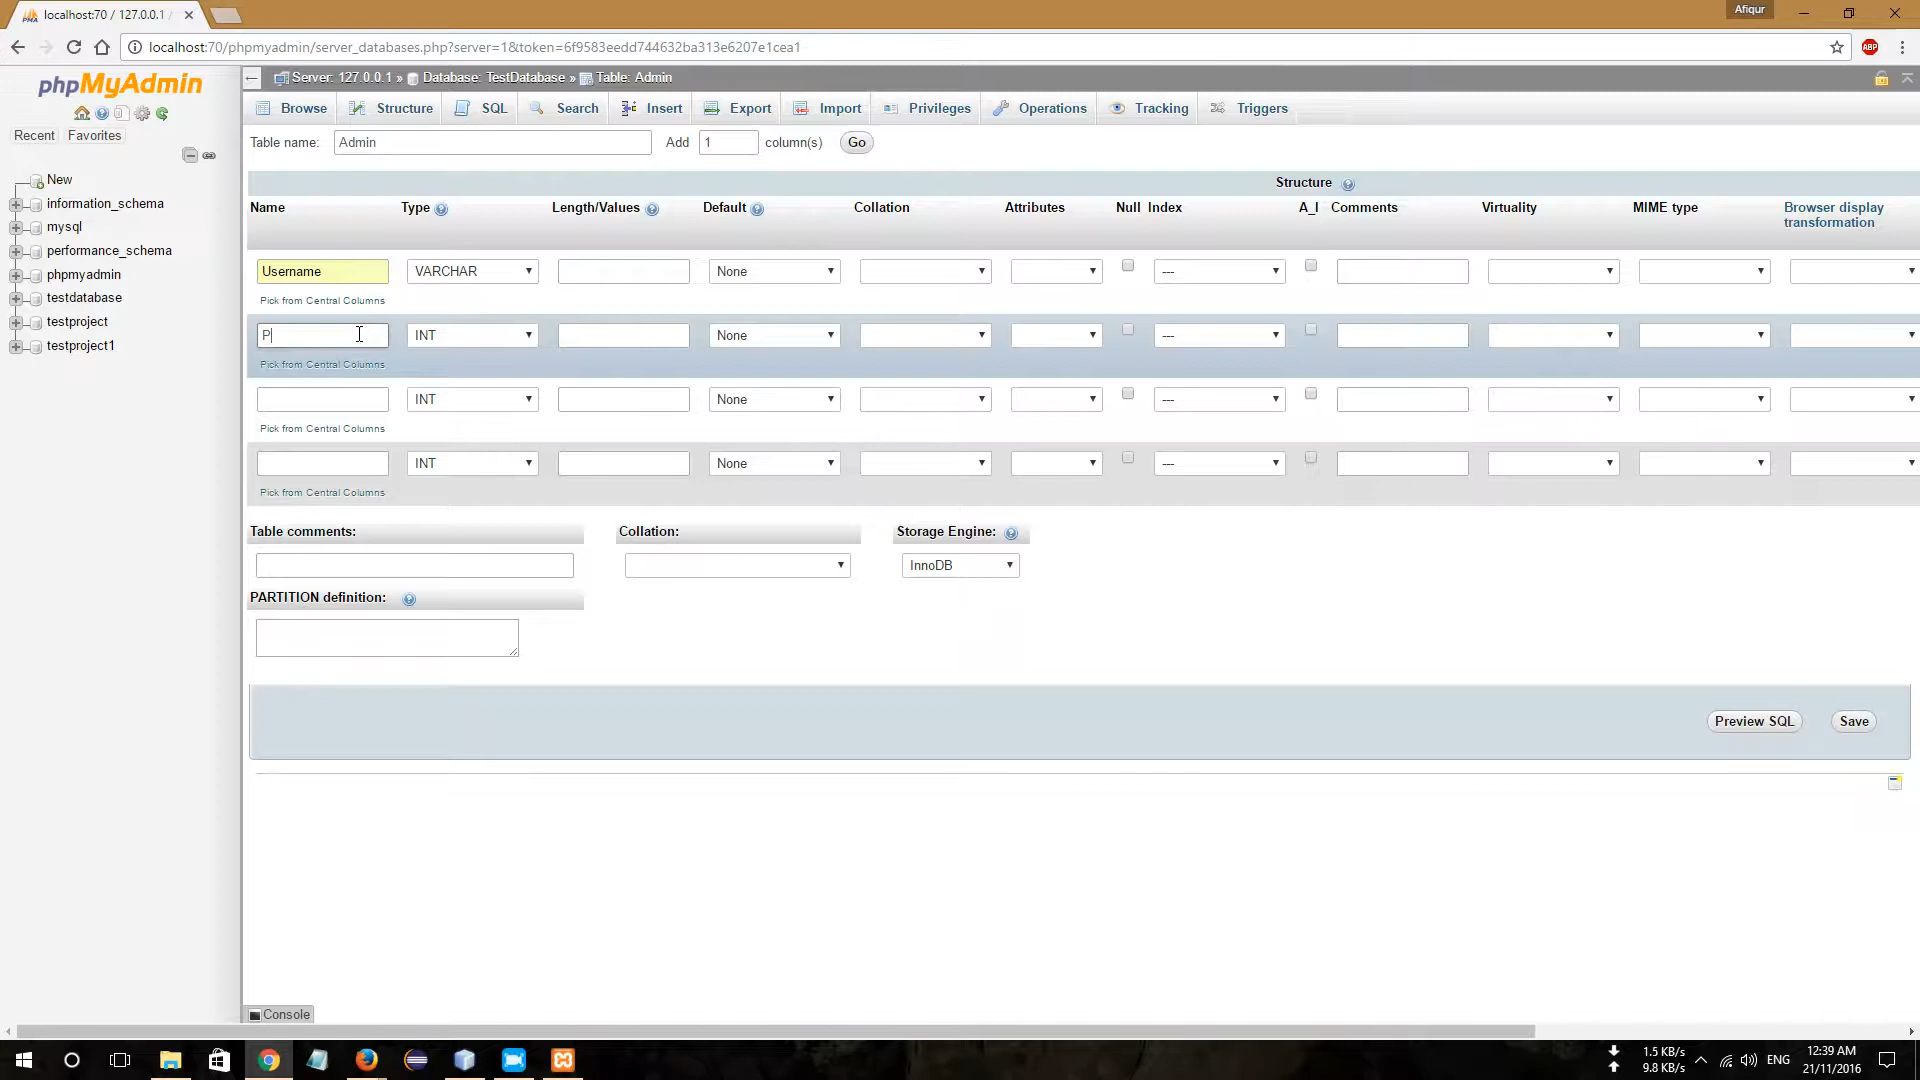 localhost:70 / 127.0.0.1 /
Afiqur
localhost:70/phpmyadmin/server_databases.php?server=1&token=6f9583eedd744632ba313e6207e1cea1
ABP
phpMyAdmin
Recent Favorites
New
information_schema
mysql
performance_schema
phpmyadmin
testdatabase
testproject
testproject1
Server: 127.0.0.1 » Database: TestDatabase » Table: Admin
Browse Structure SQL Search Insert Export Import Privileges Operations Tracking Triggers
Table name: Admin Add 1 column(s) Go
Structure
Name Type Length/Values Default Collation Attributes Null Index A_I Comments Virtuality MIME type Browser display transformation
Username VARCHAR None ---
Pick from Central Columns
P INT None ---
Pick from Central Columns
INT None ---
Pick from Central Columns
INT None ---
Pick from Central Columns
Table comments: Collation: Storage Engine:
InnoDB
PARTITION definition:
Preview SQL Save
Console
1.5 KB/s
9.8 KB/s
ENG
12:39 AM
21/11/2016